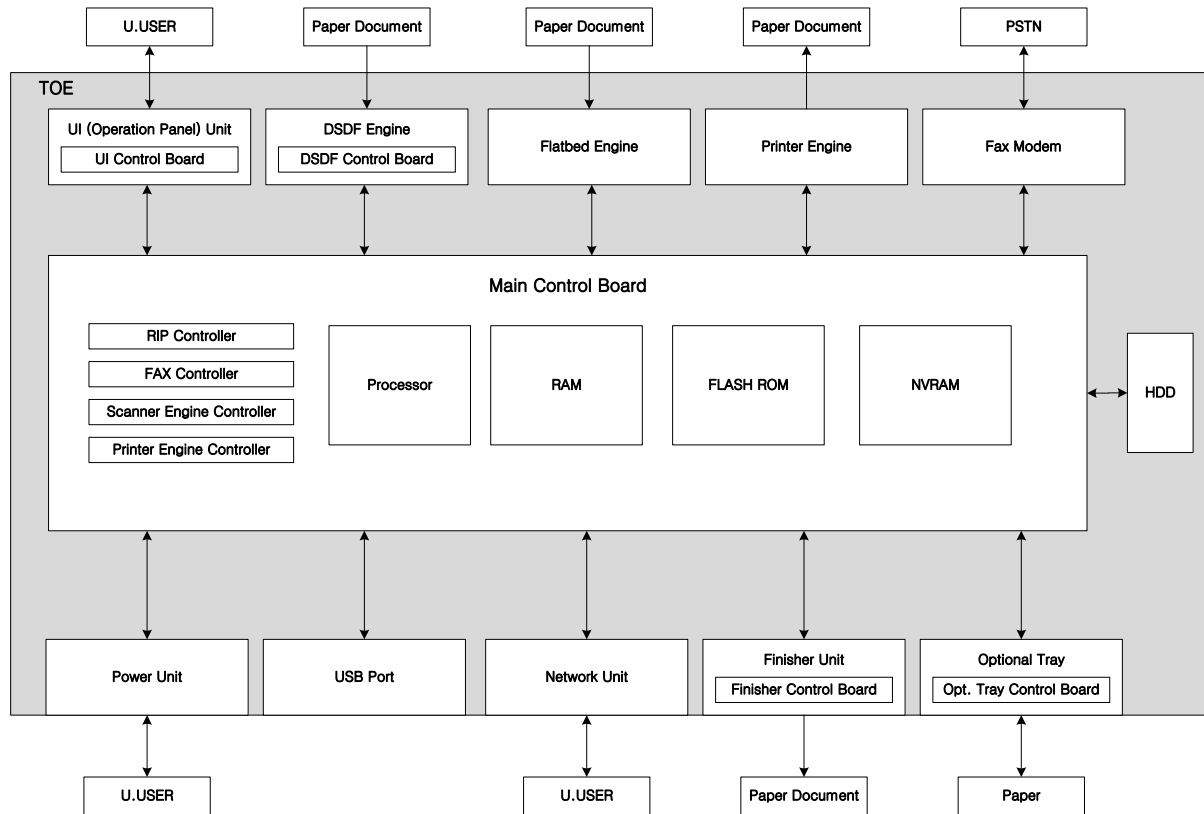 U.USER
Paper Document
Paper Document
Paper Document
PSTN
TOE
UI (Operation Panel) Unit
UI Control Board
DSDF Engine
DSDF Control Board
Flatbed Engine
Printer Engine
Fax Modem
Main Control Board
RIP Controller
FAX Controller
Scanner Engine Controller
Printer Engine Controller
Processor
RAM
FLASH ROM
NVRAM
HDD
Power Unit
USB Port
Network Unit
Finisher Unit
Finisher Control Board
Optional Tray
Opt. Tray Control Board
U.USER
U.USER
Paper Document
Paper